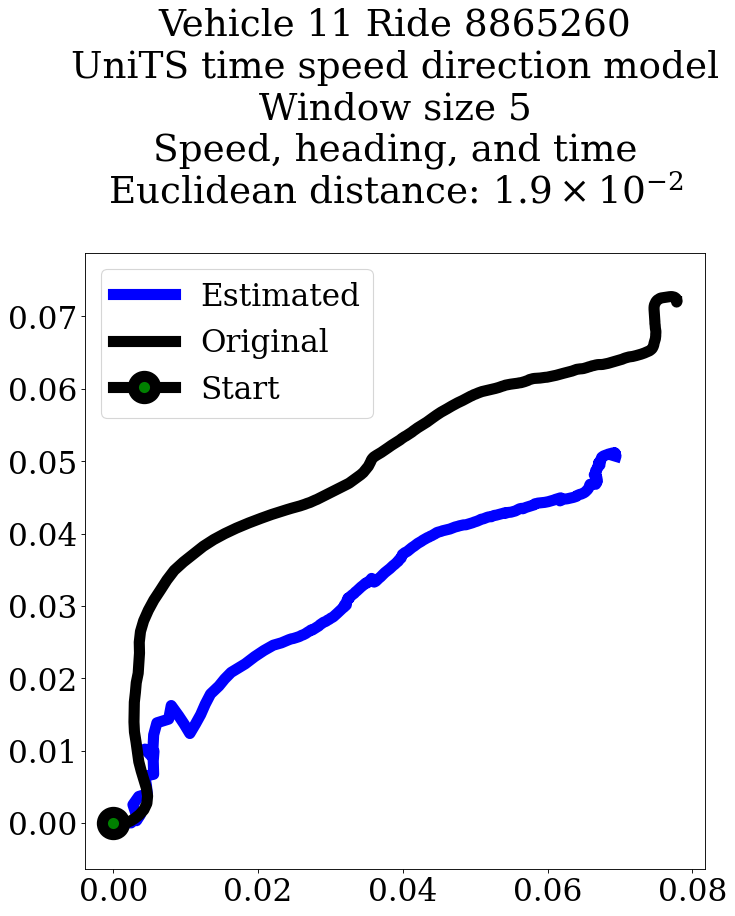 Vehicle 11 Ride 8865260
UniTS time speed direction model
Window size 5
Speed, heading, and time
Euclidean distance: 1.9 × 10⁻²
Estimated
Original
Start
0.07
0.06
0.05
0.04
0.03
0.02
0.01
0.00
0.00 0.02 0.04 0.06 0.08